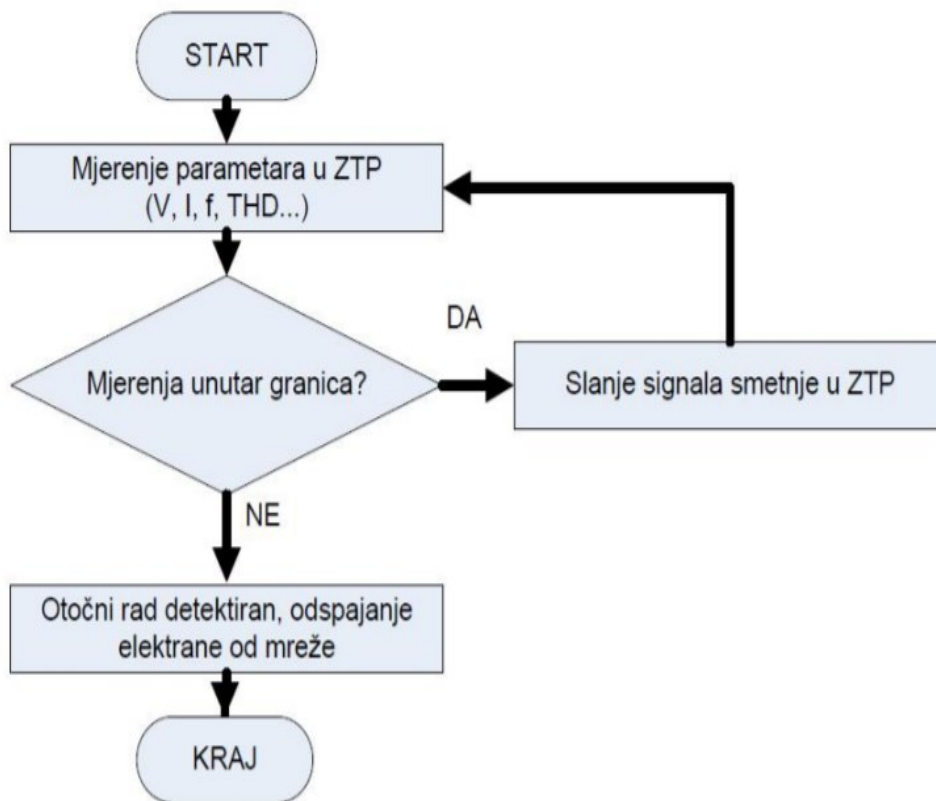 START
Mjerenje parametara u ZTP
(V, I, f, THD...)
DA
Mjerenja unutar granica?
Slanje signala smetnje u ZTP
NE
Otočni rad detektiran, odspajanje
elektrane od mreže
KRAJ